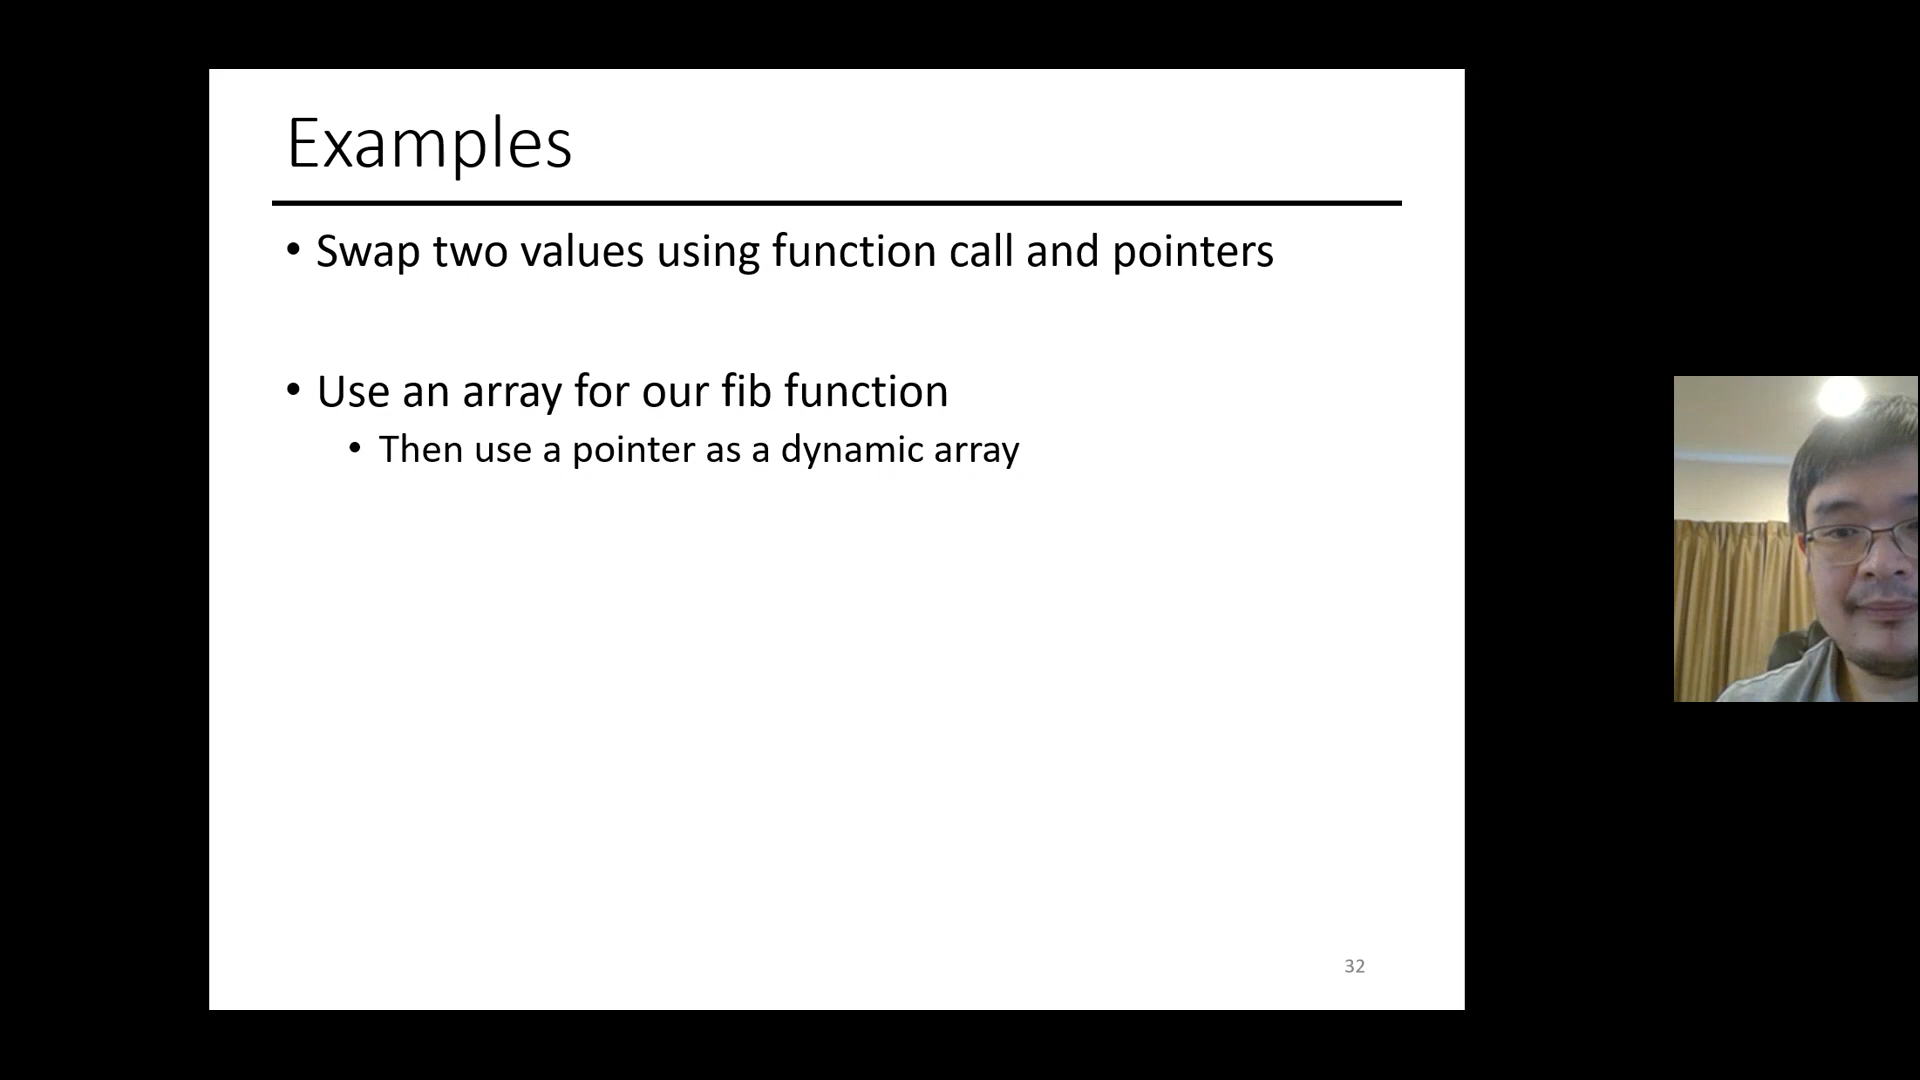 Examples
• Swap two values using function call and pointers
• Use an array for our fib function
• Then use a pointer as a dynamic array
32